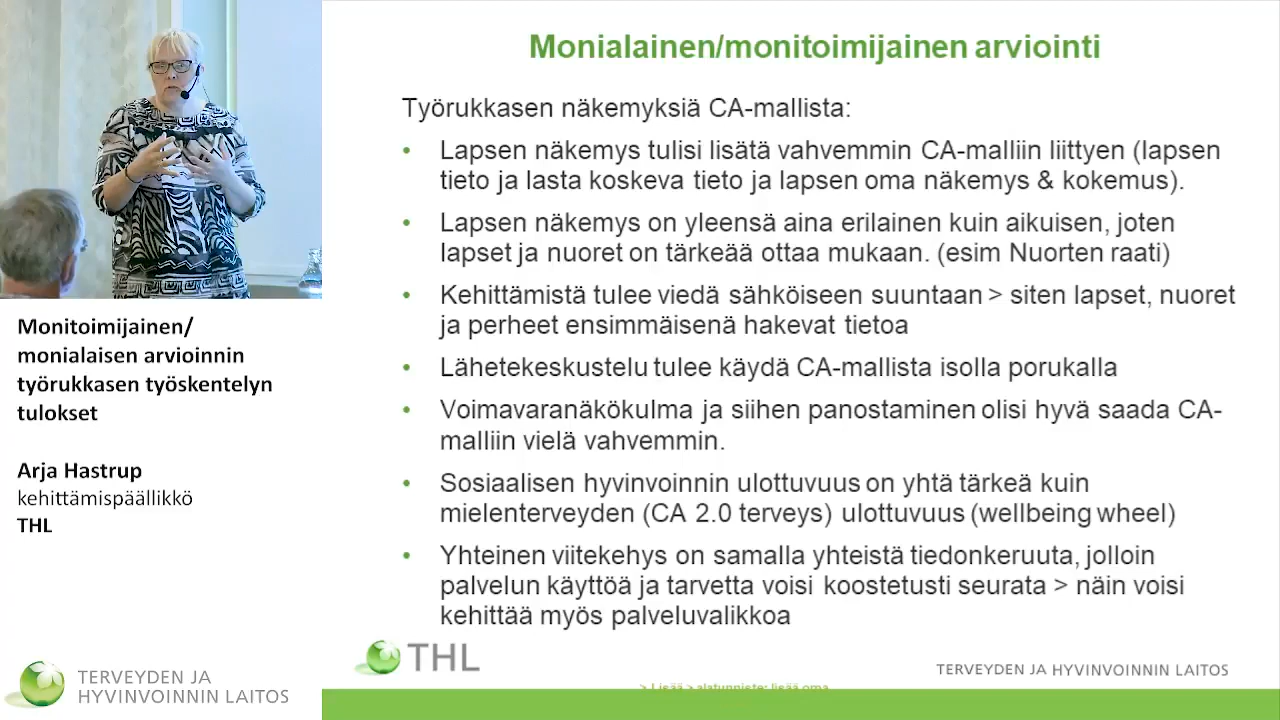 Monialainen/monitoimijainen arviointi
Työrukkasen näkemyksiä CA-mallista:
• Lapsen näkemys tulisi lisätä vahvemmin CA-malliin liittyen (lapsen
tieto ja lasta koskeva tieto ja lapsen oma näkemys & kokemus).
• Lapsen näkemys on yleensä aina erilainen kuin aikuisen, joten
lapset ja nuoret on tärkeää ottaa mukaan. (esim Nuorten raati)
• Kehittämistä tulee viedä sähköiseen suuntaan > siten lapset, nuoret
ja perheet ensimmäisenä hakevat tietoa
• Lähetekeskustelu tulee käydä CA-mallista isolla porukalla
• Voimavaranäkökulma ja siihen panostaminen olisi hyvä saada CA-
malliin vielä vahvemmin.
• Sosiaalisen hyvinvoinnin ulottuvuus on yhtä tärkeä kuin
mielenterveyden (CA 2.0 terveys) ulottuvuus (wellbeing wheel)
• Yhteinen viitekehys on samalla yhteistä tiedonkeruuta, jolloin
palvelun käyttöä ja tarvetta voisi koostetusti seurata > näin voisi
kehittää myös palveluvalikkoa
THL
TERVEYDEN JA HYVINVOINNIN LAITOS
> Lisää > alatunniste: lisää oma
Monitoimijainen/
monialaisen arvioinnin
työrukkasen työskentelyn
tulokset
Arja Hastrup
kehittämispäällikkö
THL
TERVEYDEN JA
HYVINVOINNIN LAITOS